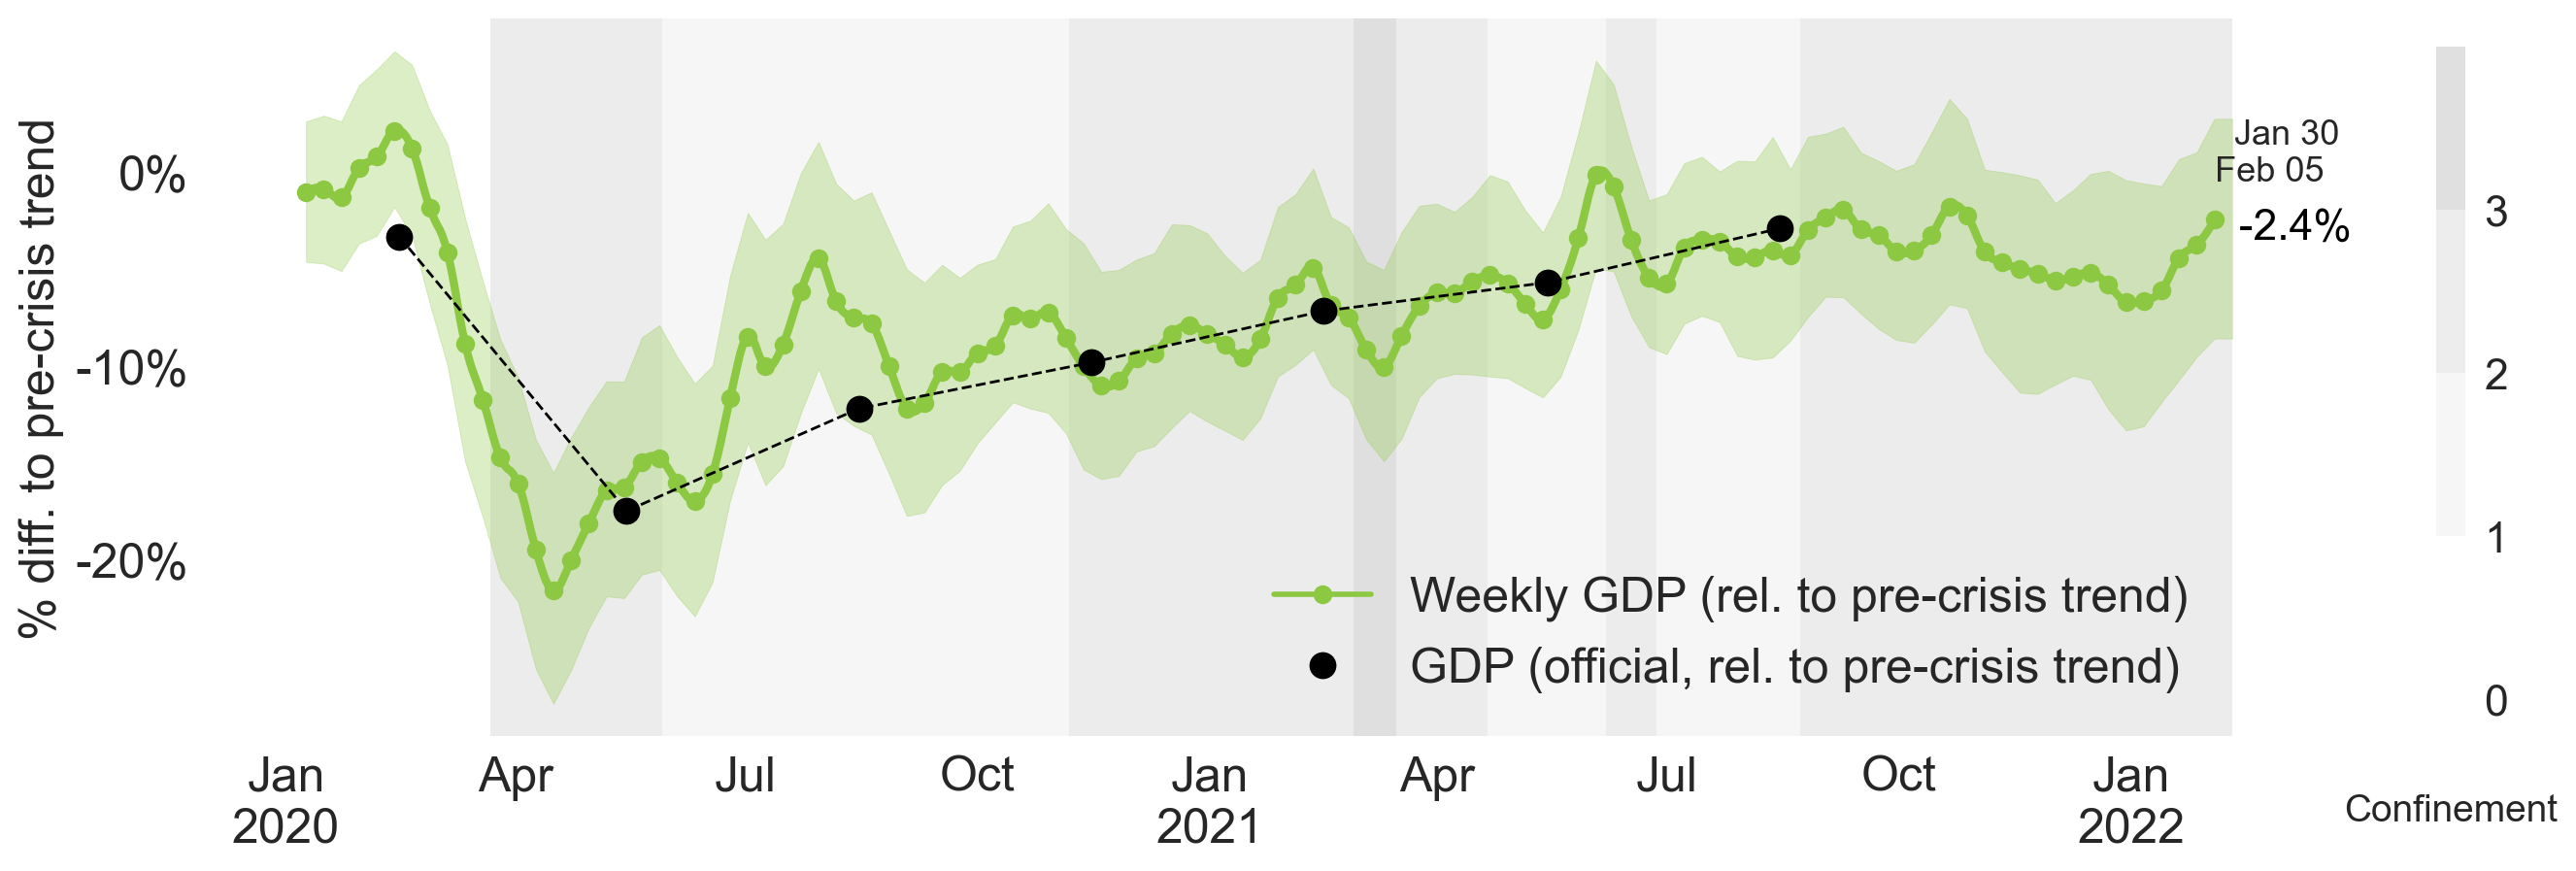 % diff. to pre-crisis trend
0%
-10%
-20%
Jan 30
Feb 05
-2.4%
Weekly GDP (rel. to pre-crisis trend)
GDP (official, rel. to pre-crisis trend)
Jan
2020
Apr
Jul
Oct
Jan
2021
Apr
Jul
Oct
Jan
2022
3
2
1
0
Confinement